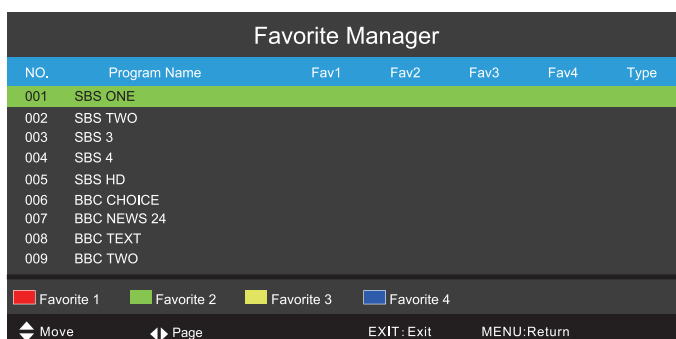 Favorite Manager
NO. Program Name Fav1 Fav2 Fav3 Fav4 Type
001 SBS ONE
002 SBS TWO
003 SBS 3
004 SBS 4
005 SBS HD
006 BBC CHOICE
007 BBC NEWS 24
008 BBC TEXT
009 BBC TWO
Favorite 1 Favorite 2 Favorite 3 Favorite 4
Move Page EXIT:Exit MENU:Return